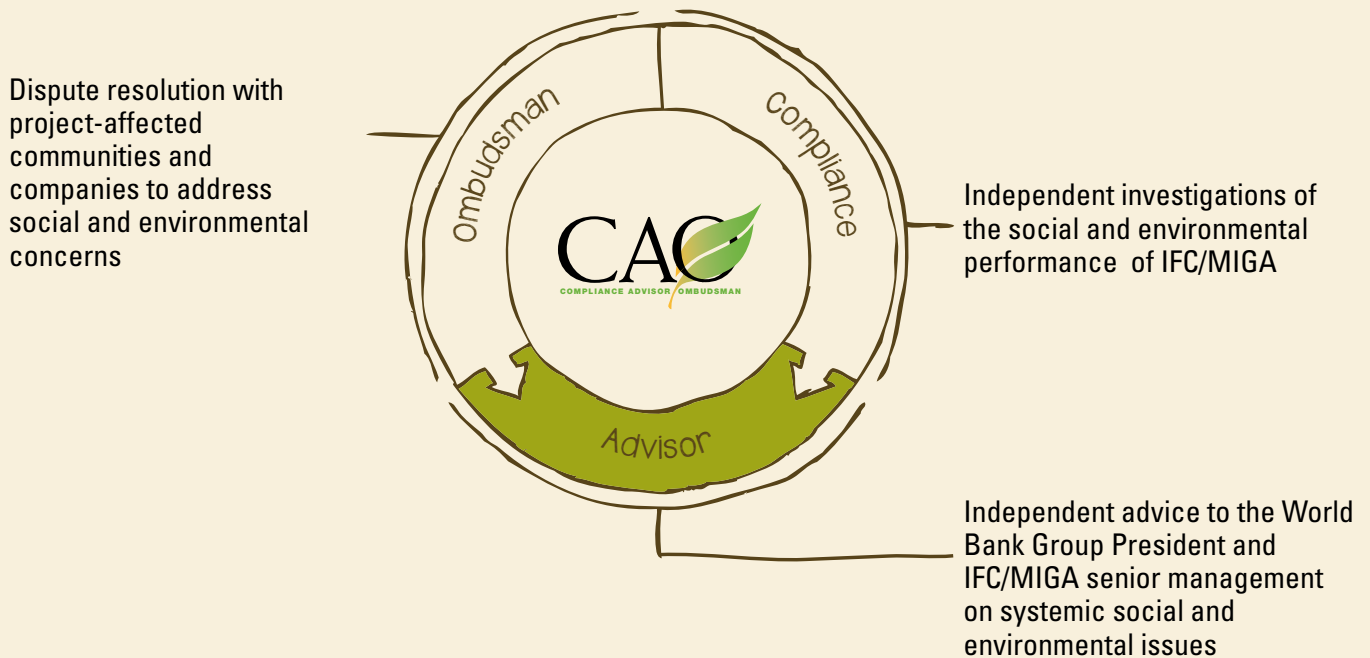 Dispute resolution with
project-affected
communities and
companies to address
social and environmental
concerns
Ombudsman
Compliance
CAO
COMPLIANCE ADVISOR OMBUDSMAN
Advisor
Independent investigations of
the social and environmental
performance of IFC/MIGA
Independent advice to the World
Bank Group President and
IFC/MIGA senior management
on systemic social and
environmental issues